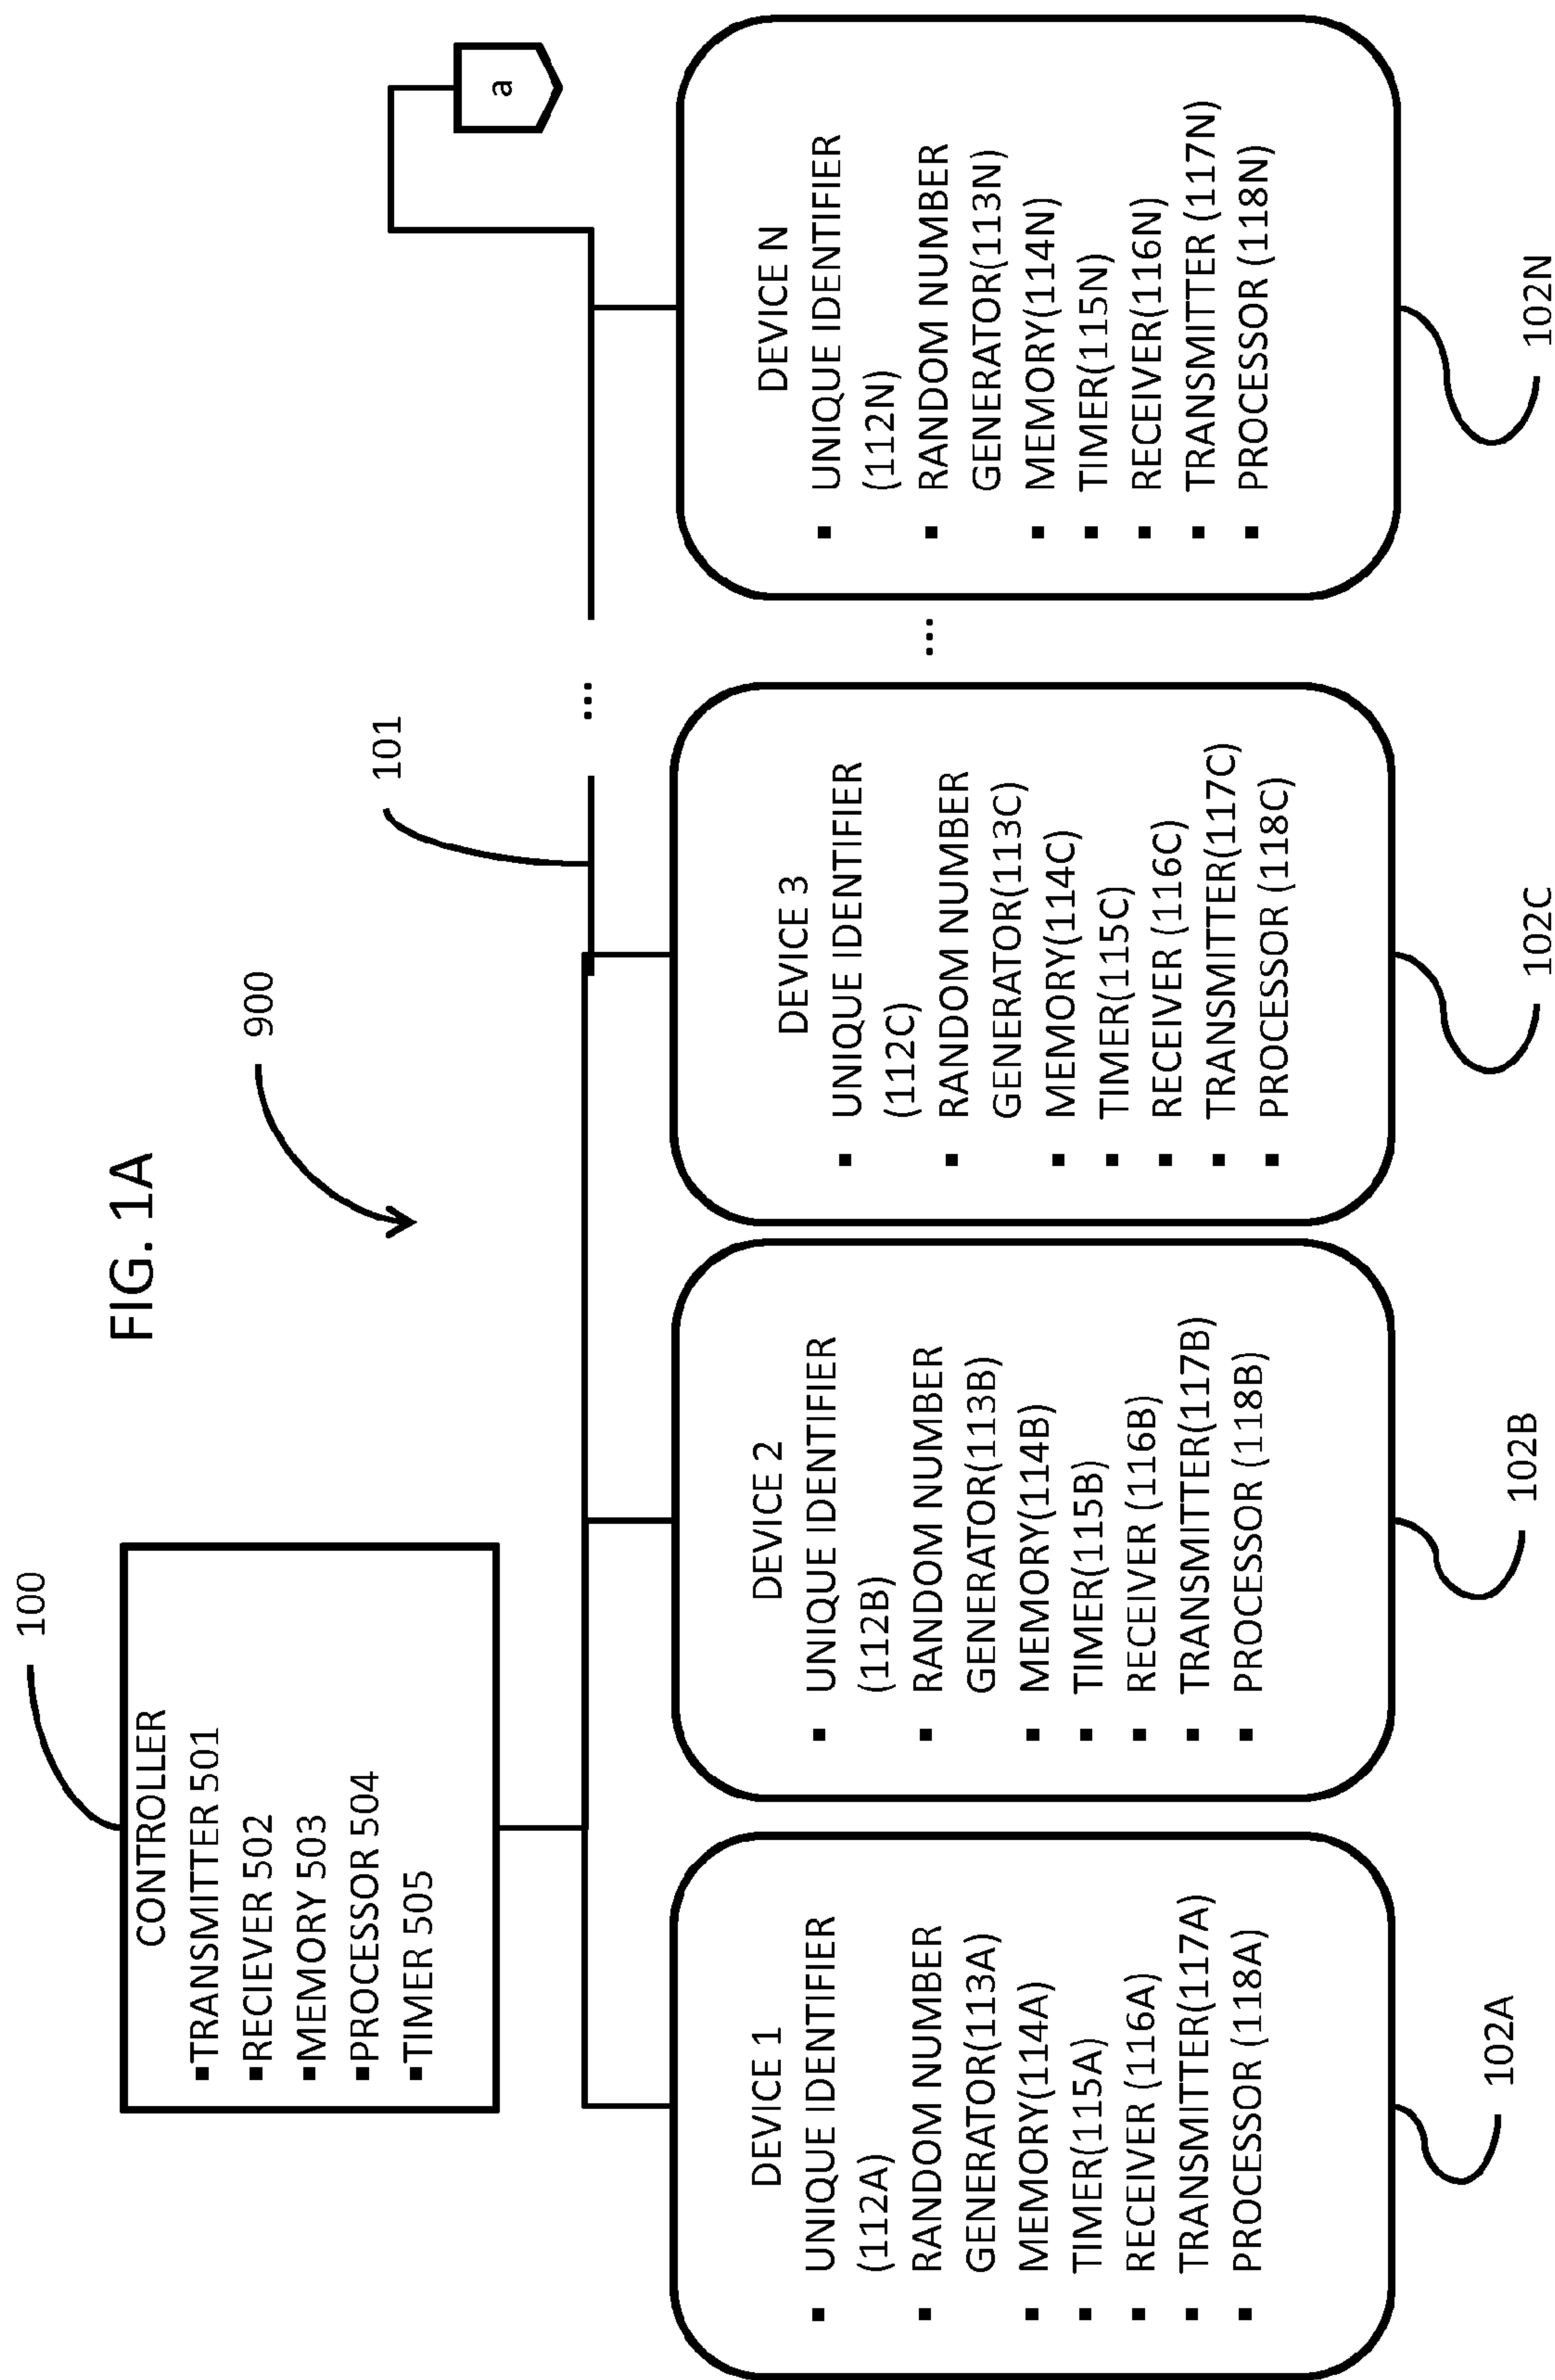 FIG. 1A
100
900
101
a
CONTROLLER
▪TRANSMITTER 501
▪RECIEVER 502
▪MEMORY 503
▪PROCESSOR 504
▪TIMER 505
...
DEVICE 1
▪ UNIQUE IDENTIFIER
(112A)
▪ RANDOM NUMBER
GENERATOR(113A)
▪ MEMORY(114A)
▪ TIMER(115A)
▪ RECEIVER (116A)
▪ TRANSMITTER(117A)
▪ PROCESSOR (118A)
102A
DEVICE 2
▪ UNIQUE IDENTIFIER
(112B)
▪ RANDOM NUMBER
GENERATOR(113B)
▪ MEMORY(114B)
▪ TIMER(115B)
▪ RECEIVER (116B)
▪ TRANSMITTER(117B)
▪ PROCESSOR (118B)
102B
DEVICE 3
▪ UNIQUE IDENTIFIER
(112C)
▪ RANDOM NUMBER
GENERATOR(113C)
▪ MEMORY(114C)
▪ TIMER(115C)
▪ RECEIVER (116C)
▪ TRANSMITTER(117C)
▪ PROCESSOR (118C)
102C
...
DEVICE N
▪ UNIQUE IDENTIFIER
(112N)
▪ RANDOM NUMBER
GENERATOR(113N)
▪ MEMORY(114N)
▪ TIMER(115N)
▪ RECEIVER(116N)
▪ TRANSMITTER (117N)
▪ PROCESSOR (118N)
102N